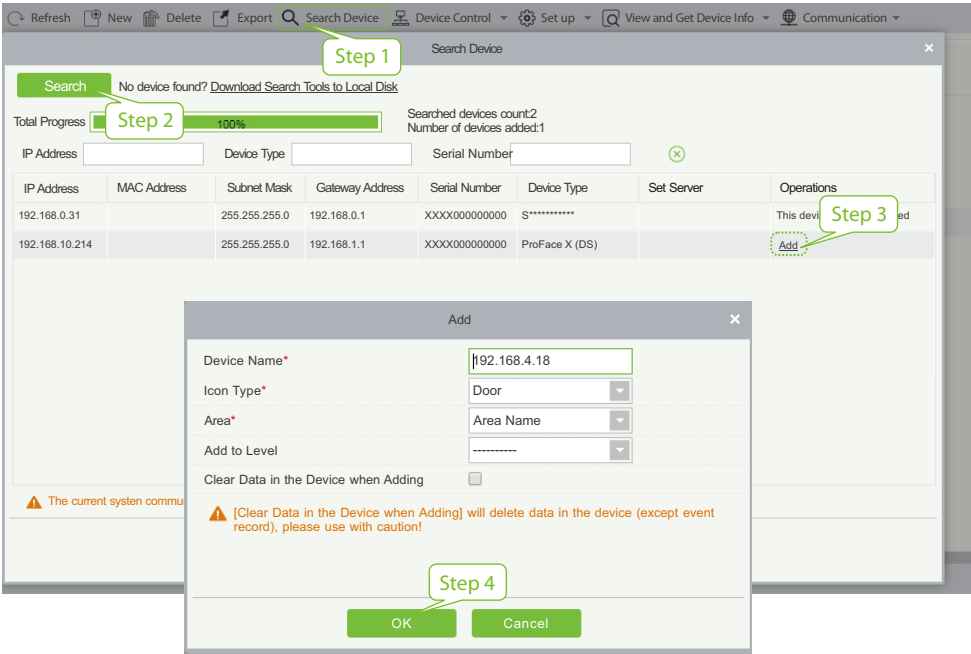 Refresh New Delete Export Search Device Device Control Set up View and Get Device Info Communication
Search Device
Step 1
Search No device found? Download Search Tools to Local Disk
Step 2
Total Progress 100%
Searched devices count:2
Number of devices added:1
IP Address Device Type Serial Number
IP Address MAC Address Subnet Mask Gateway Address Serial Number Device Type Set Server Operations
192.168.0.31 255.255.255.0 192.168.0.1 XXXX000000000 S*********** This
Step 3
192.168.10.214 255.255.255.0 192.168.1.1 XXXX000000000 ProFace X (DS) Add
Add
Device Name* 192.168.4.18
Icon Type* Door
Area* Area Name
Add to Level ----------
Clear Data in the Device when Adding
The current systen
[Clear Data in the Device when Adding] will delete data in the device (except event
record), please use with caution!
Step 4
OK Cancel